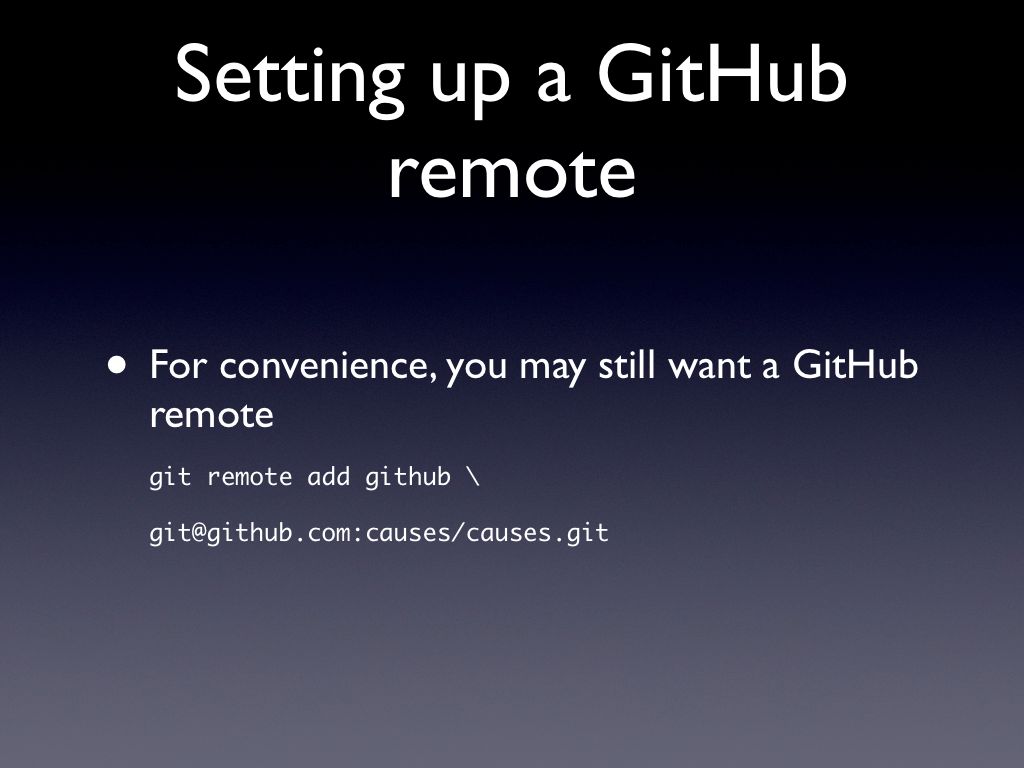 Setting up a GitHub
remote
• For convenience, you may still want a GitHub
remote
git remote add github \
git@github.com:causes/causes.git